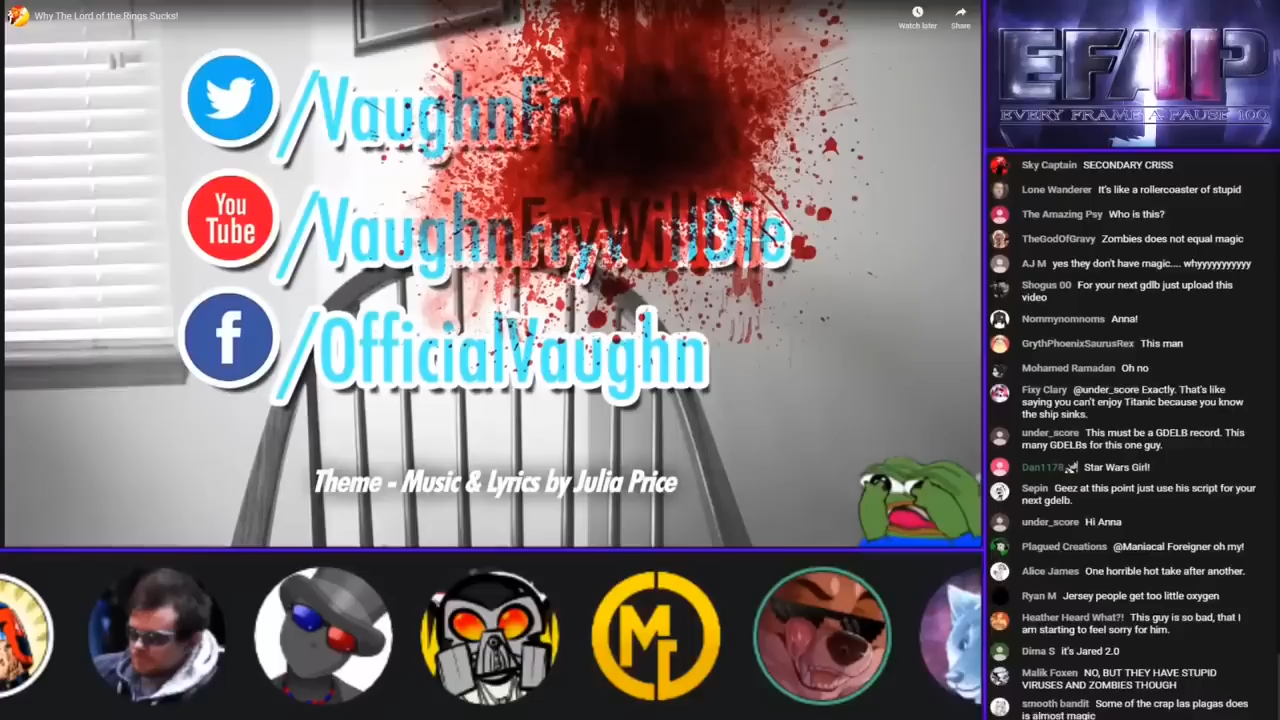 Why The Lord of the Rings Sucks!
Watch later
Share
/VaughnFry
You
Tube
/VaughnFryWillDie
f
/OfficialVaughn
Theme - Music & Lyrics by Julia Price
M
EFAP
EVERY FRAME A PAUSE 100
Sky Captain SECONDARY CRISS
Lone Wanderer It's like a rollercoaster of stupid
The Amazing Psy Who is this?
TheGodOfGravy Zombies does not equal magic
AJ M yes they don't have magic.... whyyyyyyyyyy
Shogus 00 For your next gdlb just upload this
video
Nommynomnoms Anna!
GrythPhoenixSaurusRex This man
Mohamed Ramadan Oh no
Fixy Clary @under_score Exactly. That's like
saying you can't enjoy Titanic because you know
the ship sinks.
under_score This must be a GDELB record. This
many GDELBs for this one guy.
Dan1178 Star Wars Girl!
Sepin Geez at this point just use his script for your
next gdelb.
under_score Hi Anna
Plagued Creations @Maniacal Foreigner oh my!
Alice James One horrible hot take after another.
Ryan M Jersey people get too little oxygen
Heather Heard What?! This guy is so bad, that I
am starting to feel sorry for him.
Dima S it's Jared 2.0
Malik Foxen NO, BUT THEY HAVE STUPID
VIRUSES AND ZOMBIES THOUGH
smooth bandit Some of the crap las plagas does
is almost magic